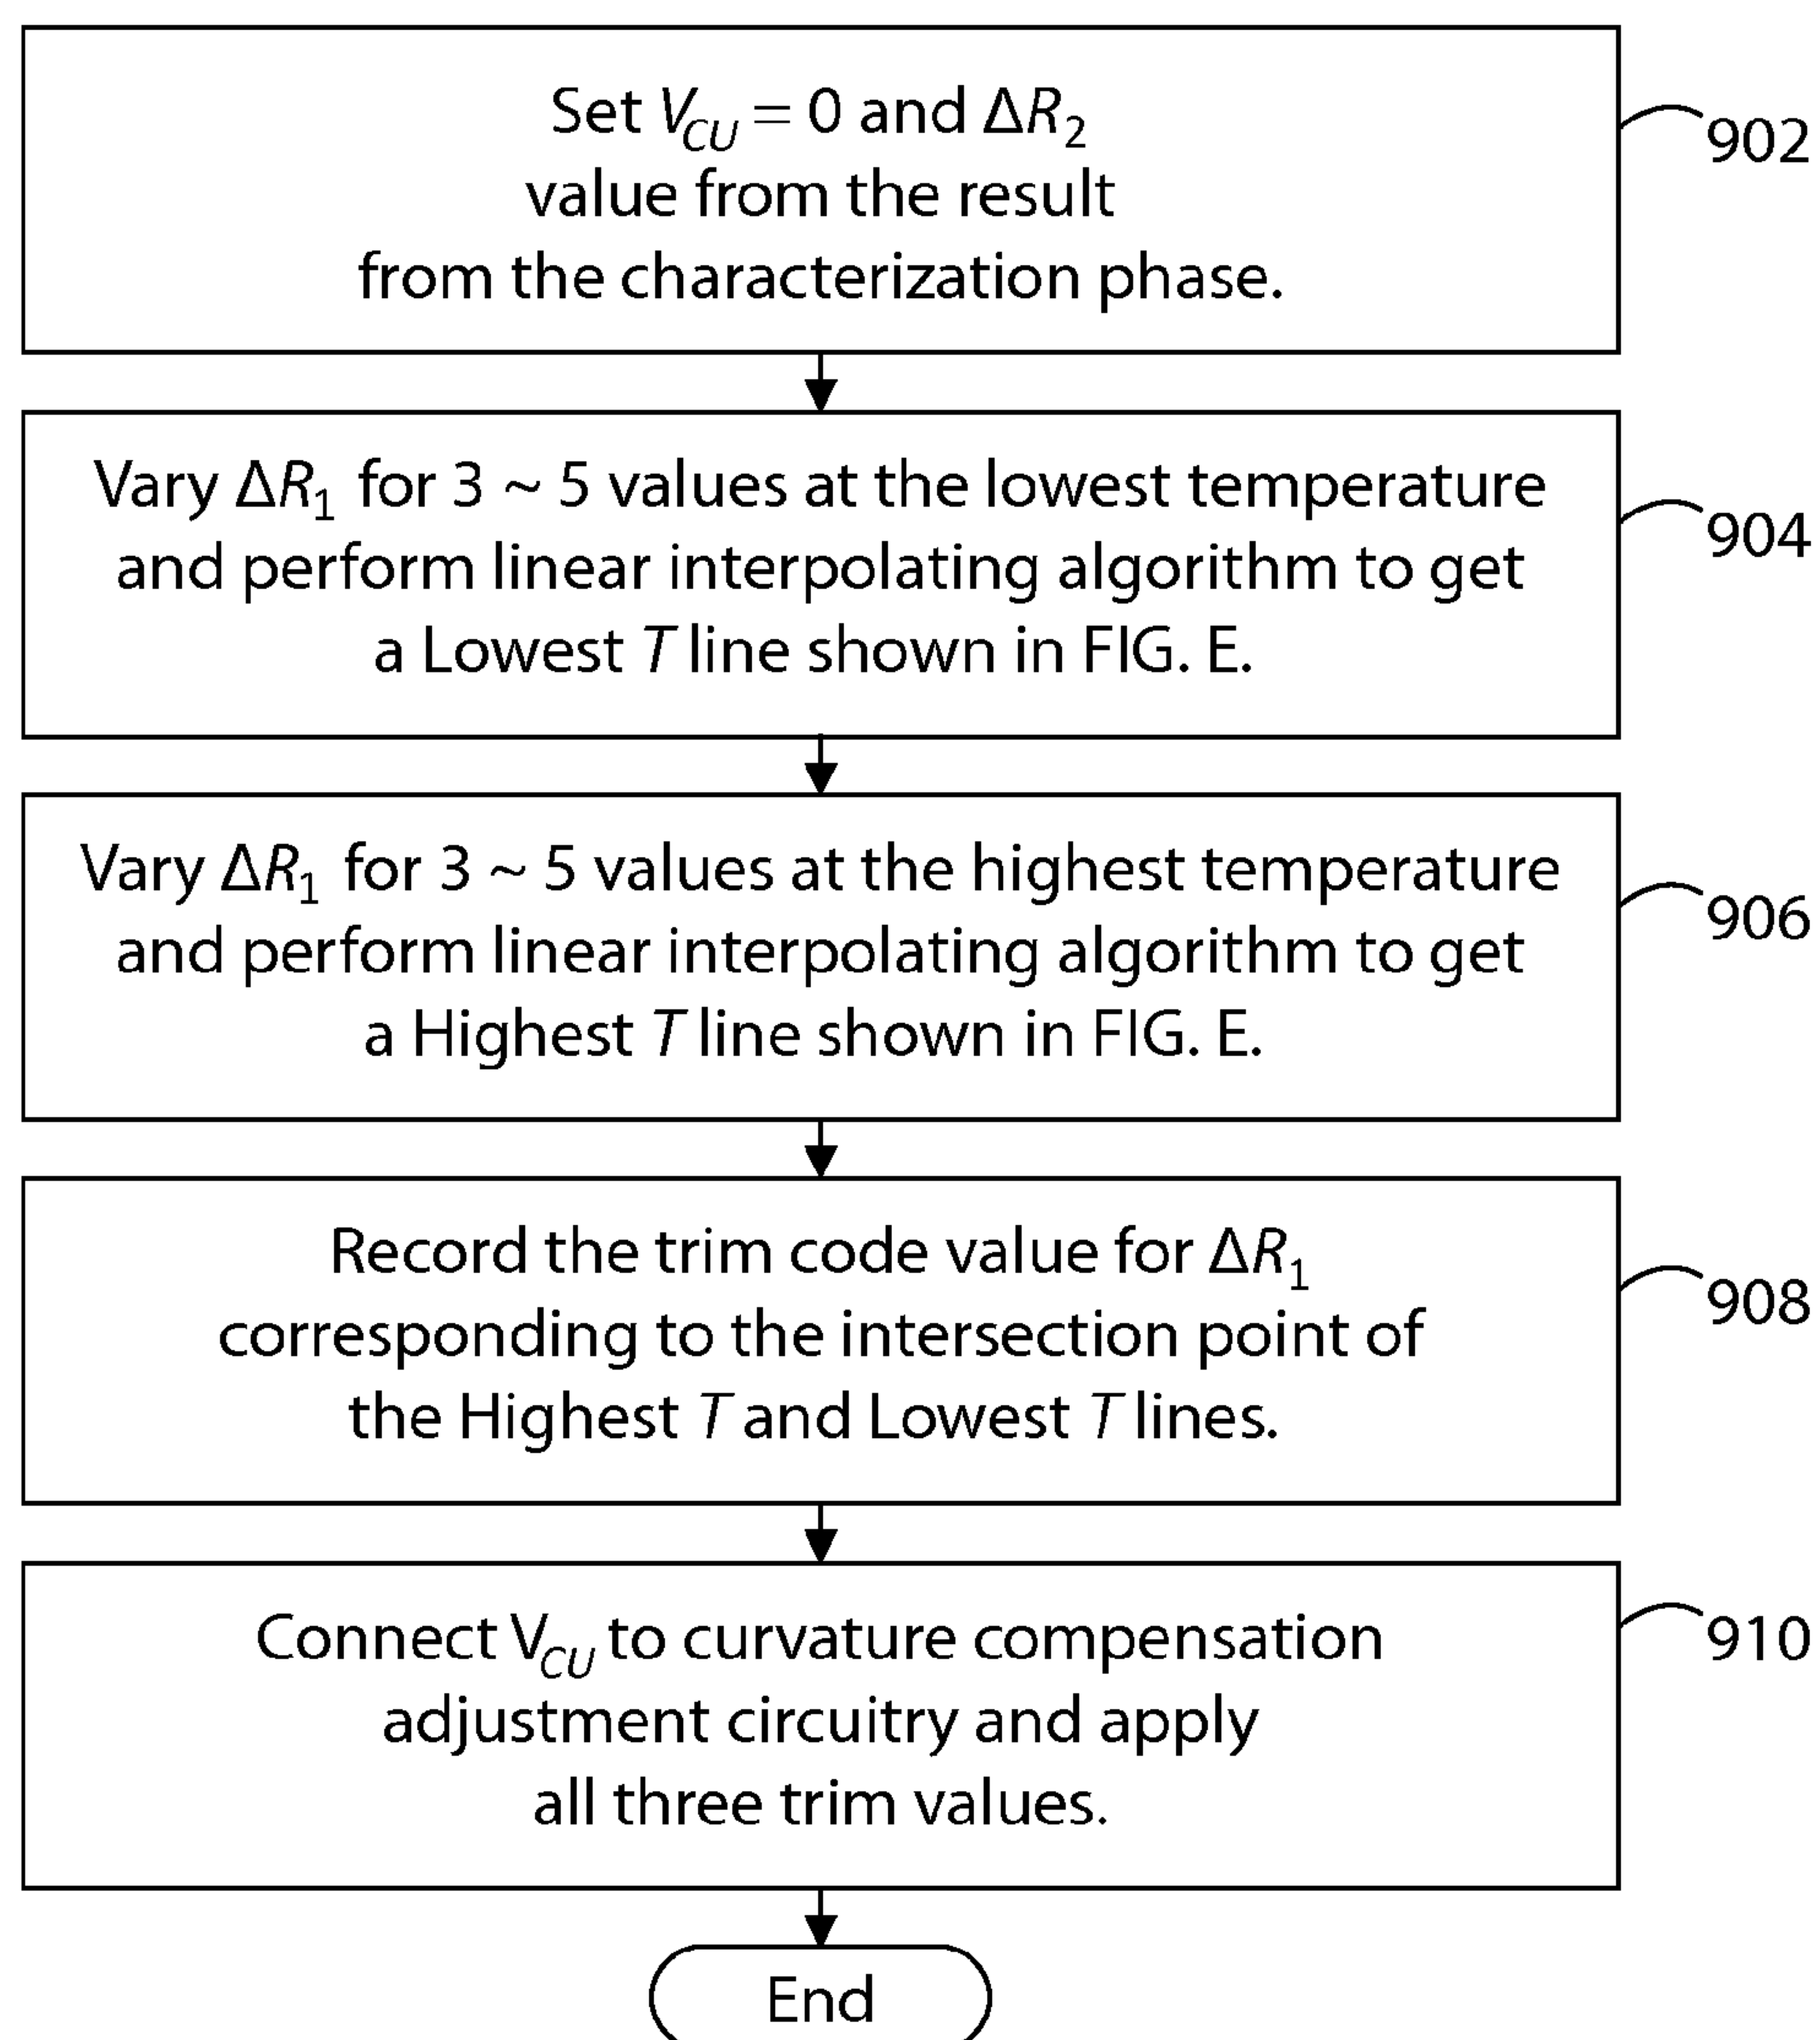 Set V_CU = 0 and ΔR_2
value from the result
from the characterization phase.
902
Vary ΔR_1 for 3 ~ 5 values at the lowest temperature
and perform linear interpolating algorithm to get
a Lowest T line shown in FIG. E.
904
Vary ΔR_1 for 3 ~ 5 values at the highest temperature
and perform linear interpolating algorithm to get
a Highest T line shown in FIG. E.
906
Record the trim code value for ΔR_1
corresponding to the intersection point of
the Highest T and Lowest T lines.
908
Connect V_CU to curvature compensation
adjustment circuitry and apply
all three trim values.
910
End